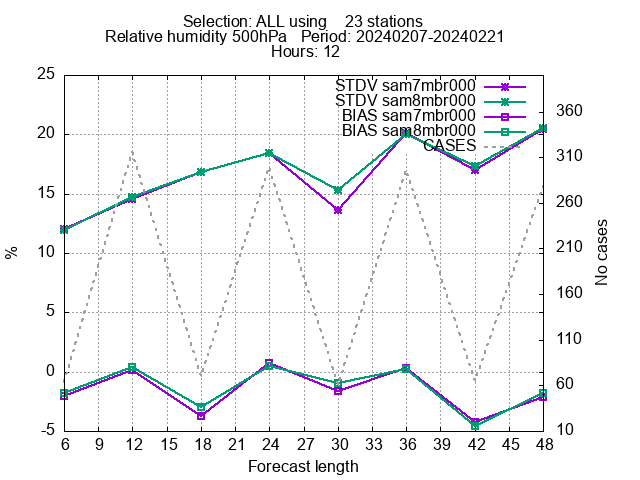 Selection: ALL using    23 stations
Relative humidity 500hPa   Period: 20240207-20240221
Hours: 12
STDV sam7mbr000
STDV sam8mbr000
BIAS sam7mbr000
BIAS sam8mbr000
CASES
25
20
15
10
5
0
-5
%
360
310
260
210
160
110
60
10
No cases
6 9 12 15 18 21 24 27 30 33 36 39 42 45 48
Forecast length